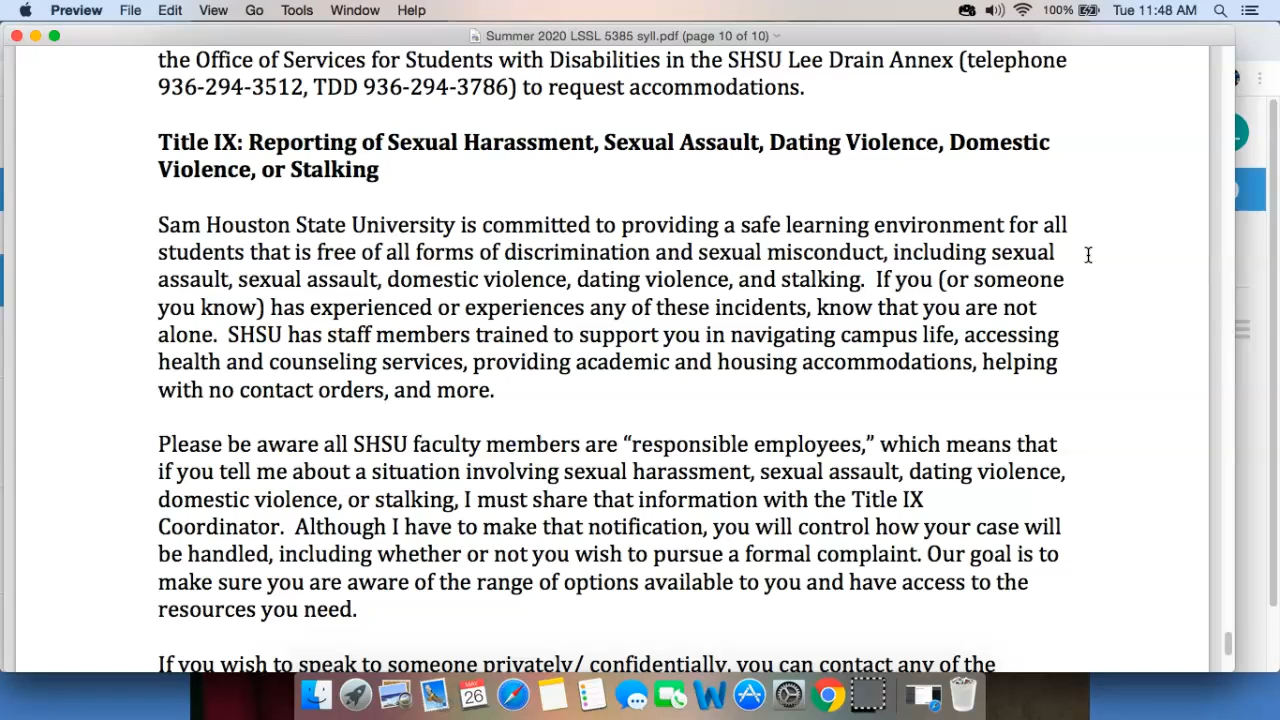 Preview File Edit View Go Tools Window Help 100% Tue 11:48 AM
Summer 2020 LSSL 5385 syll.pdf (page 10 of 10)
the Office of Services for Students with Disabilities in the SHSU Lee Drain Annex (telephone
936-294-3512, TDD 936-294-3786) to request accommodations.
Title IX: Reporting of Sexual Harassment, Sexual Assault, Dating Violence, Domestic
Violence, or Stalking
Sam Houston State University is committed to providing a safe learning environment for all
students that is free of all forms of discrimination and sexual misconduct, including sexual
assault, sexual assault, domestic violence, dating violence, and stalking.  If you (or someone
you know) has experienced or experiences any of these incidents, know that you are not
alone.  SHSU has staff members trained to support you in navigating campus life, accessing
health and counseling services, providing academic and housing accommodations, helping
with no contact orders, and more.
Please be aware all SHSU faculty members are “responsible employees,” which means that
if you tell me about a situation involving sexual harassment, sexual assault, dating violence,
domestic violence, or stalking, I must share that information with the Title IX
Coordinator.  Although I have to make that notification, you will control how your case will
be handled, including whether or not you wish to pursue a formal complaint. Our goal is to
make sure you are aware of the range of options available to you and have access to the
resources you need.
If you wish to speak to someone privately/ confidentially, you can contact any of the
MAY
26